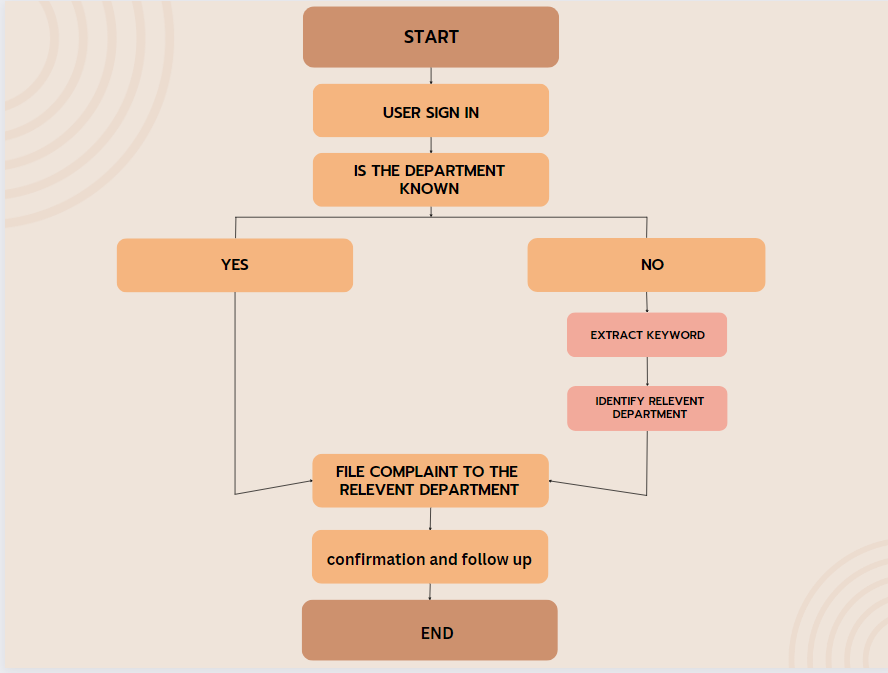 START
USER SIGN IN
IS THE DEPARTMENT
KNOWN
YES
NO
EXTRACT KEYWORD
IDENTIFY RELEVENT
DEPARTMENT
FILE COMPLAINT TO THE
RELEVENT DEPARTMENT
confirmation and follow up
END